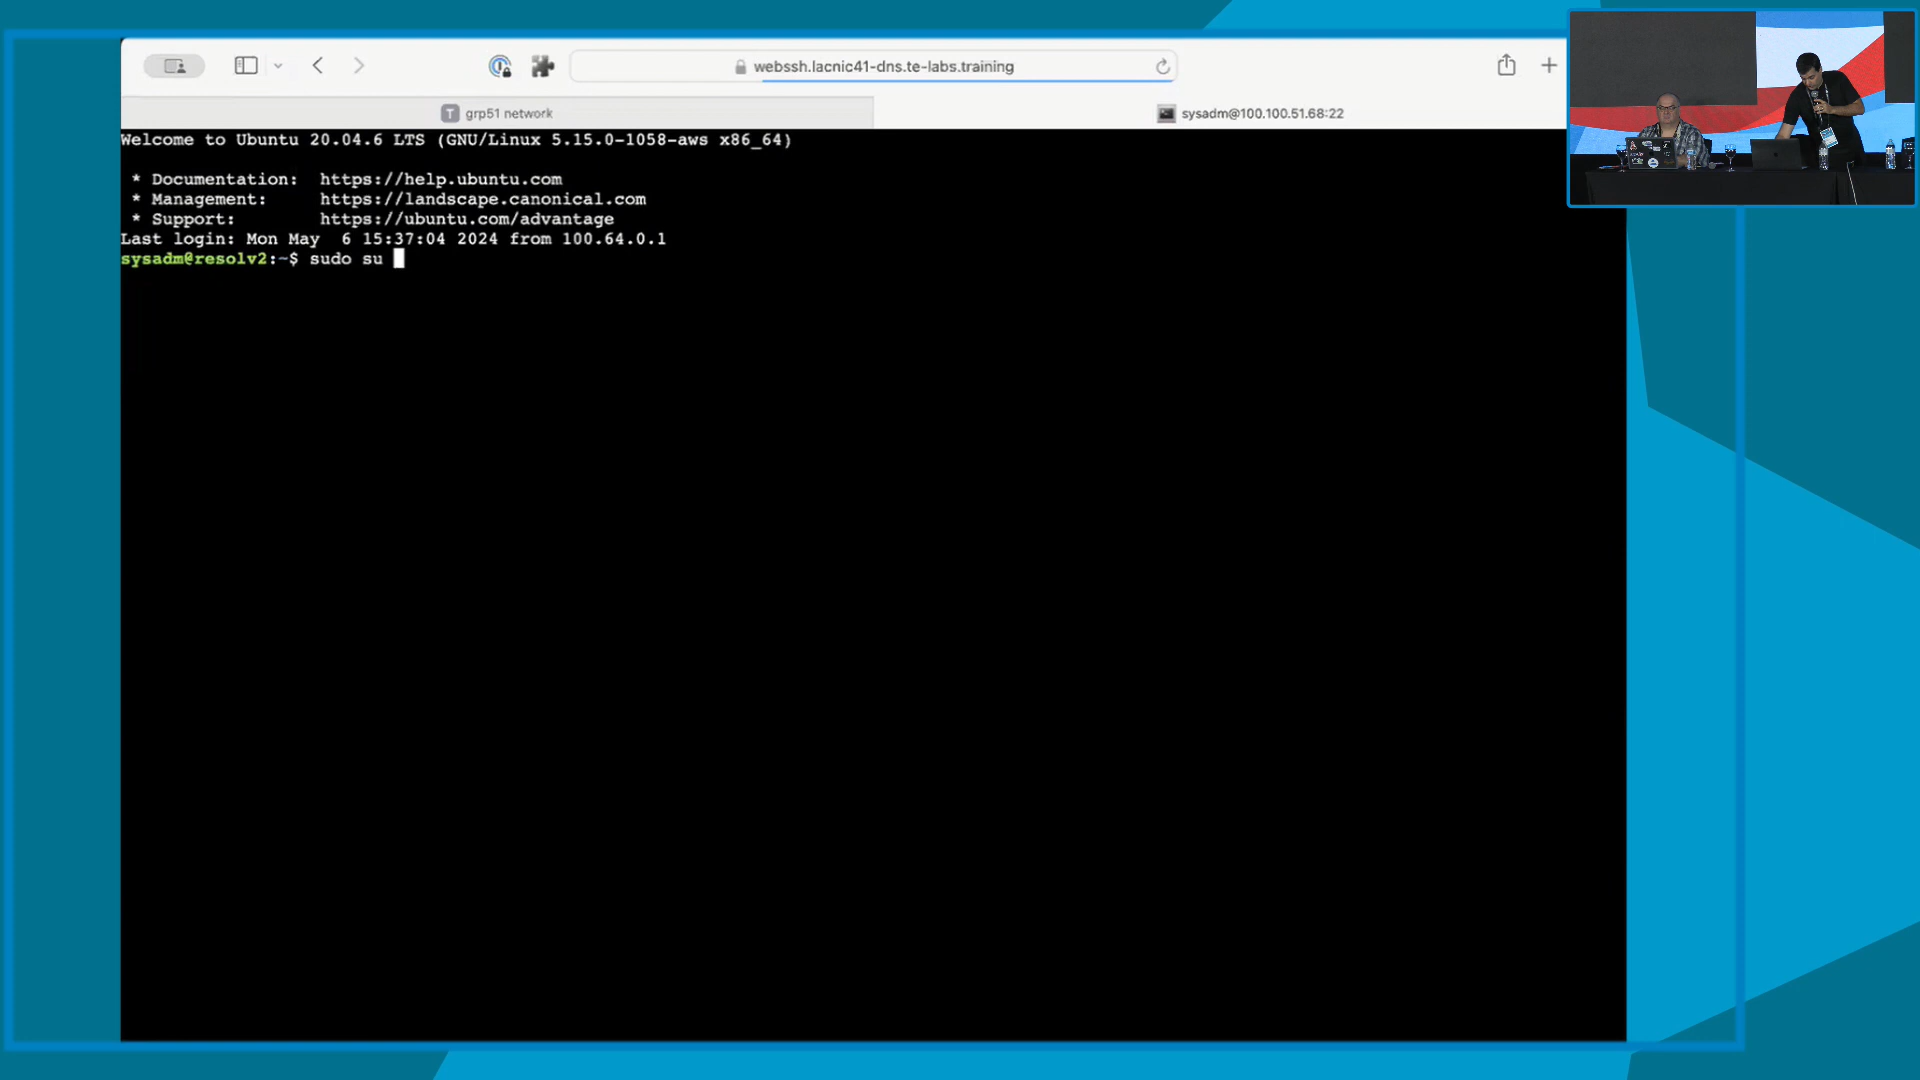 webssh.lacnic41-dns.te-labs.training
T grp51 network
sysadm@100.100.51.68:22
Welcome to Ubuntu 20.04.6 LTS (GNU/Linux 5.15.0-1058-aws x86_64)
* Documentation: https://help.ubuntu.com
* Management: https://landscape.canonical.com
* Support: https://ubuntu.com/advantage
Last login: Mon May 6 15:37:04 2024 from 100.64.0.1
sysadm@resolv2:~$ sudo su